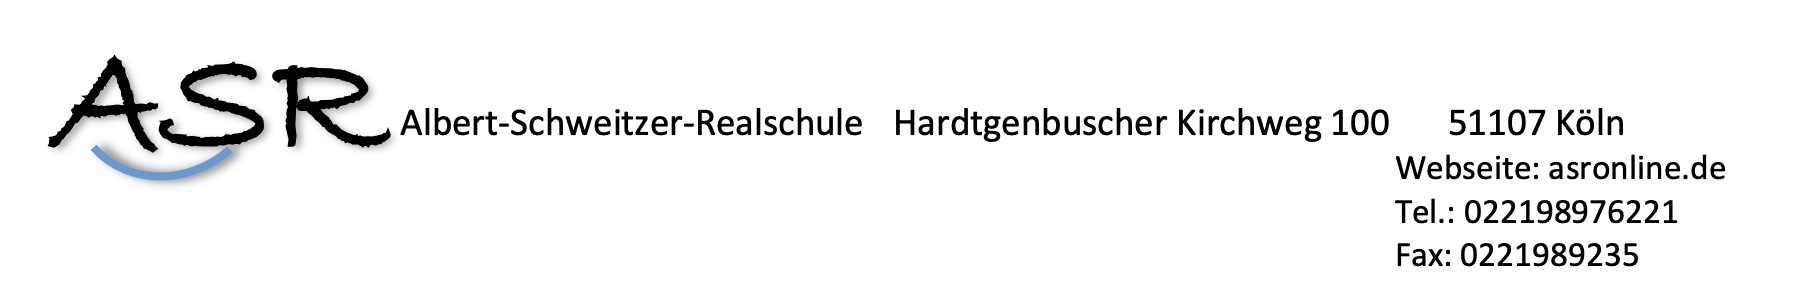 ASR Albert-Schweitzer-Realschule Hardtgenbuscher Kirchweg 100 51107 Köln
Webseite: asronline.de
Tel.: 022198976221
Fax: 0221989235